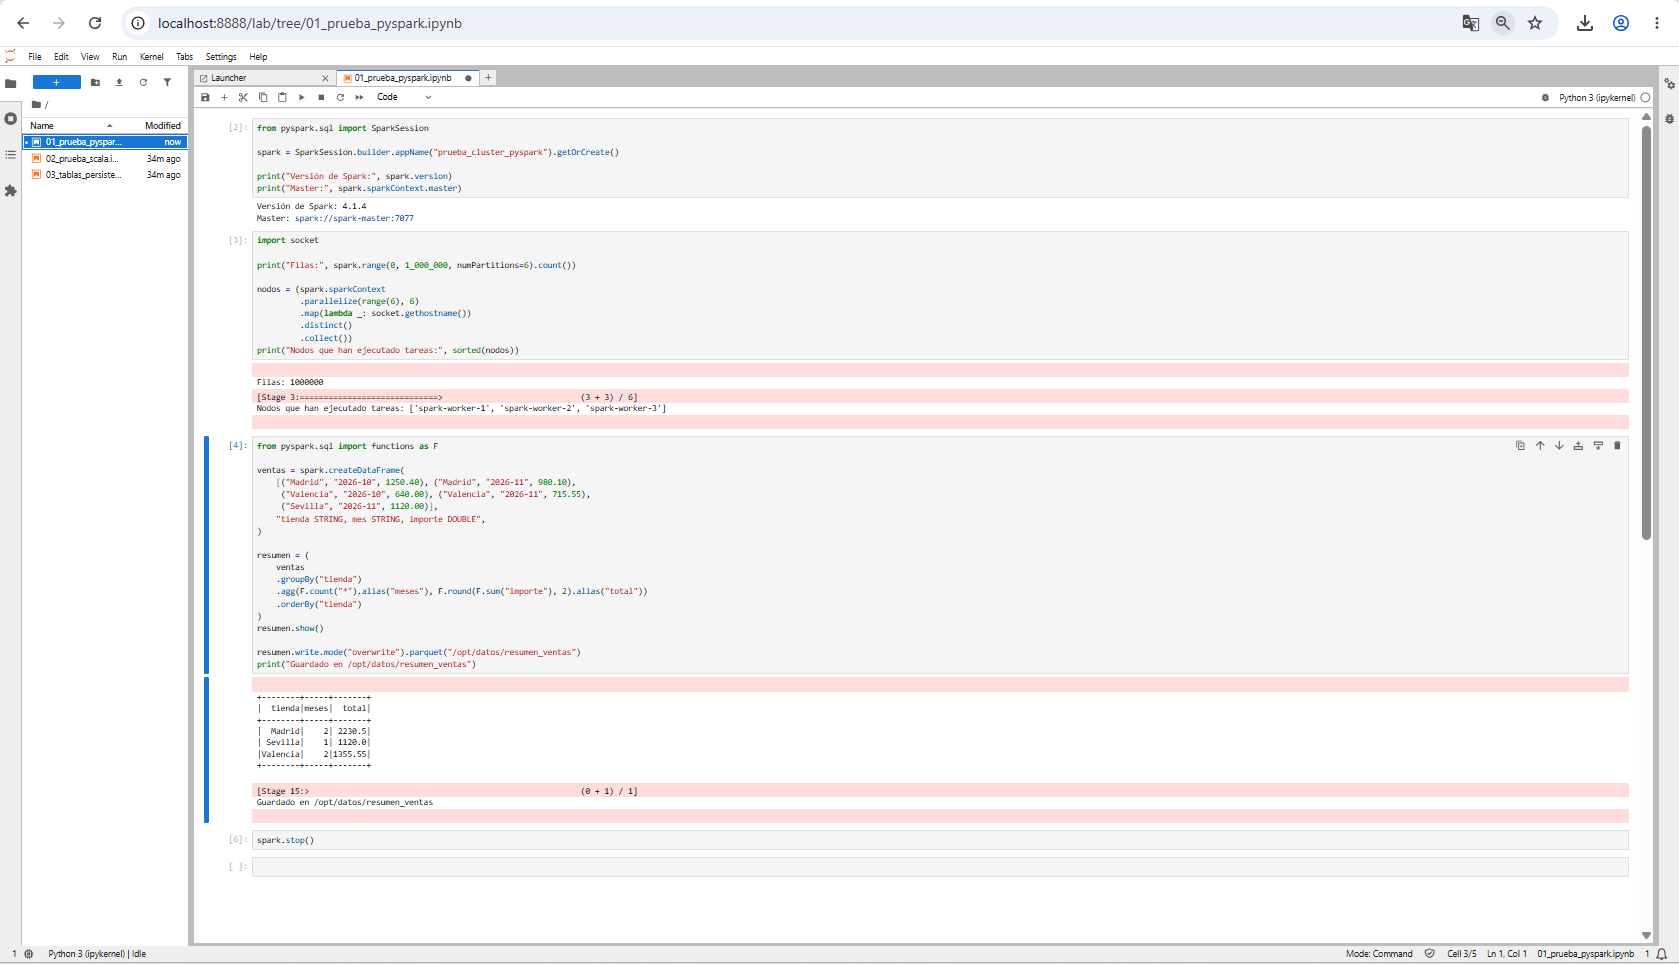 localhost:8888/lab/tree/01_prueba_pyspark.ipynb
File Edit View Run Kernel Tabs Settings Help
+
/
Name Modified
01_prueba_pyspar... now
02_prueba_scala.i... 34m ago
03_tablas_persiste... 34m ago
Launcher
01_prueba_pyspark.ipynb
Code
Python 3 (ipykernel)
[2]:
from pyspark.sql import SparkSession
spark = SparkSession.builder.appName("prueba_cluster_pyspark").getOrCreate()
print("Versión de Spark:", spark.version)
print("Master:", spark.sparkContext.master)
Versión de Spark: 4.1.4
Master: spark://spark-master:7077
[3]:
import socket
print("Filas:", spark.range(0, 1_000_000, numPartitions=6).count())
nodos = (spark.sparkContext
.parallelize(range(6), 6)
.map(lambda _: socket.gethostname())
.distinct()
.collect())
print("Nodos que han ejecutado tareas:", sorted(nodos))
Filas: 1000000
[Stage 3:=============================> (3 + 3) / 6]
Nodos que han ejecutado tareas: ['spark-worker-1', 'spark-worker-2', 'spark-worker-3']
[4]:
from pyspark.sql import functions as F
ventas = spark.createDataFrame(
[("Madrid", "2026-10", 1250.40), ("Madrid", "2026-11", 980.10),
("Valencia", "2026-10", 640.00), ("Valencia", "2026-11", 715.55),
("Sevilla", "2026-11", 1120.00)],
"tienda STRING, mes STRING, importe DOUBLE",
)
resumen = (
ventas
.groupBy("tienda")
.agg(F.count("*").alias("meses"), F.round(F.sum("importe"), 2).alias("total"))
.orderBy("tienda")
)
resumen.show()
resumen.write.mode("overwrite").parquet("/opt/datos/resumen_ventas")
print("Guardado en /opt/datos/resumen_ventas")
+--------+-----+-------+
|  tienda|meses|  total|
+--------+-----+-------+
|  Madrid|    2| 2230.5|
| Sevilla|    1| 1120.0|
|Valencia|    2|1355.55|
+--------+-----+-------+
[Stage 15:> (0 + 1) / 1]
Guardado en /opt/datos/resumen_ventas
[6]:
spark.stop()
[ ]:
1 Python 3 (ipykernel) | Idle
Mode: Command Cell 3/5 Ln 1, Col 1 01_prueba_pyspark.ipynb 1